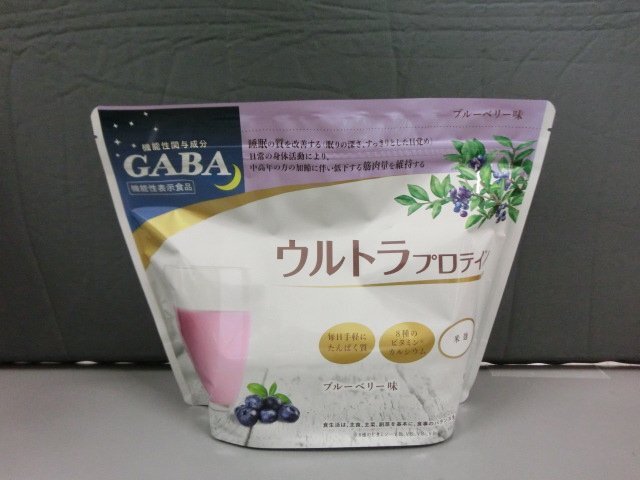 ブルーベリー味
機能性関与成分
GABA
機能性表示食品
睡眠の質を改善する（眠りの深さ、すっきりとした目覚め）
日常の身体活動により、
中高年の方の加齢に伴い低下する筋肉量を維持する
ウルトラプロテイン
毎日手軽に
たんぱく質
8種の
ビタミン・
カルシウム
ブルーベリー味
食生活は、主食、主菜、副菜を基本に、食事のバランスを